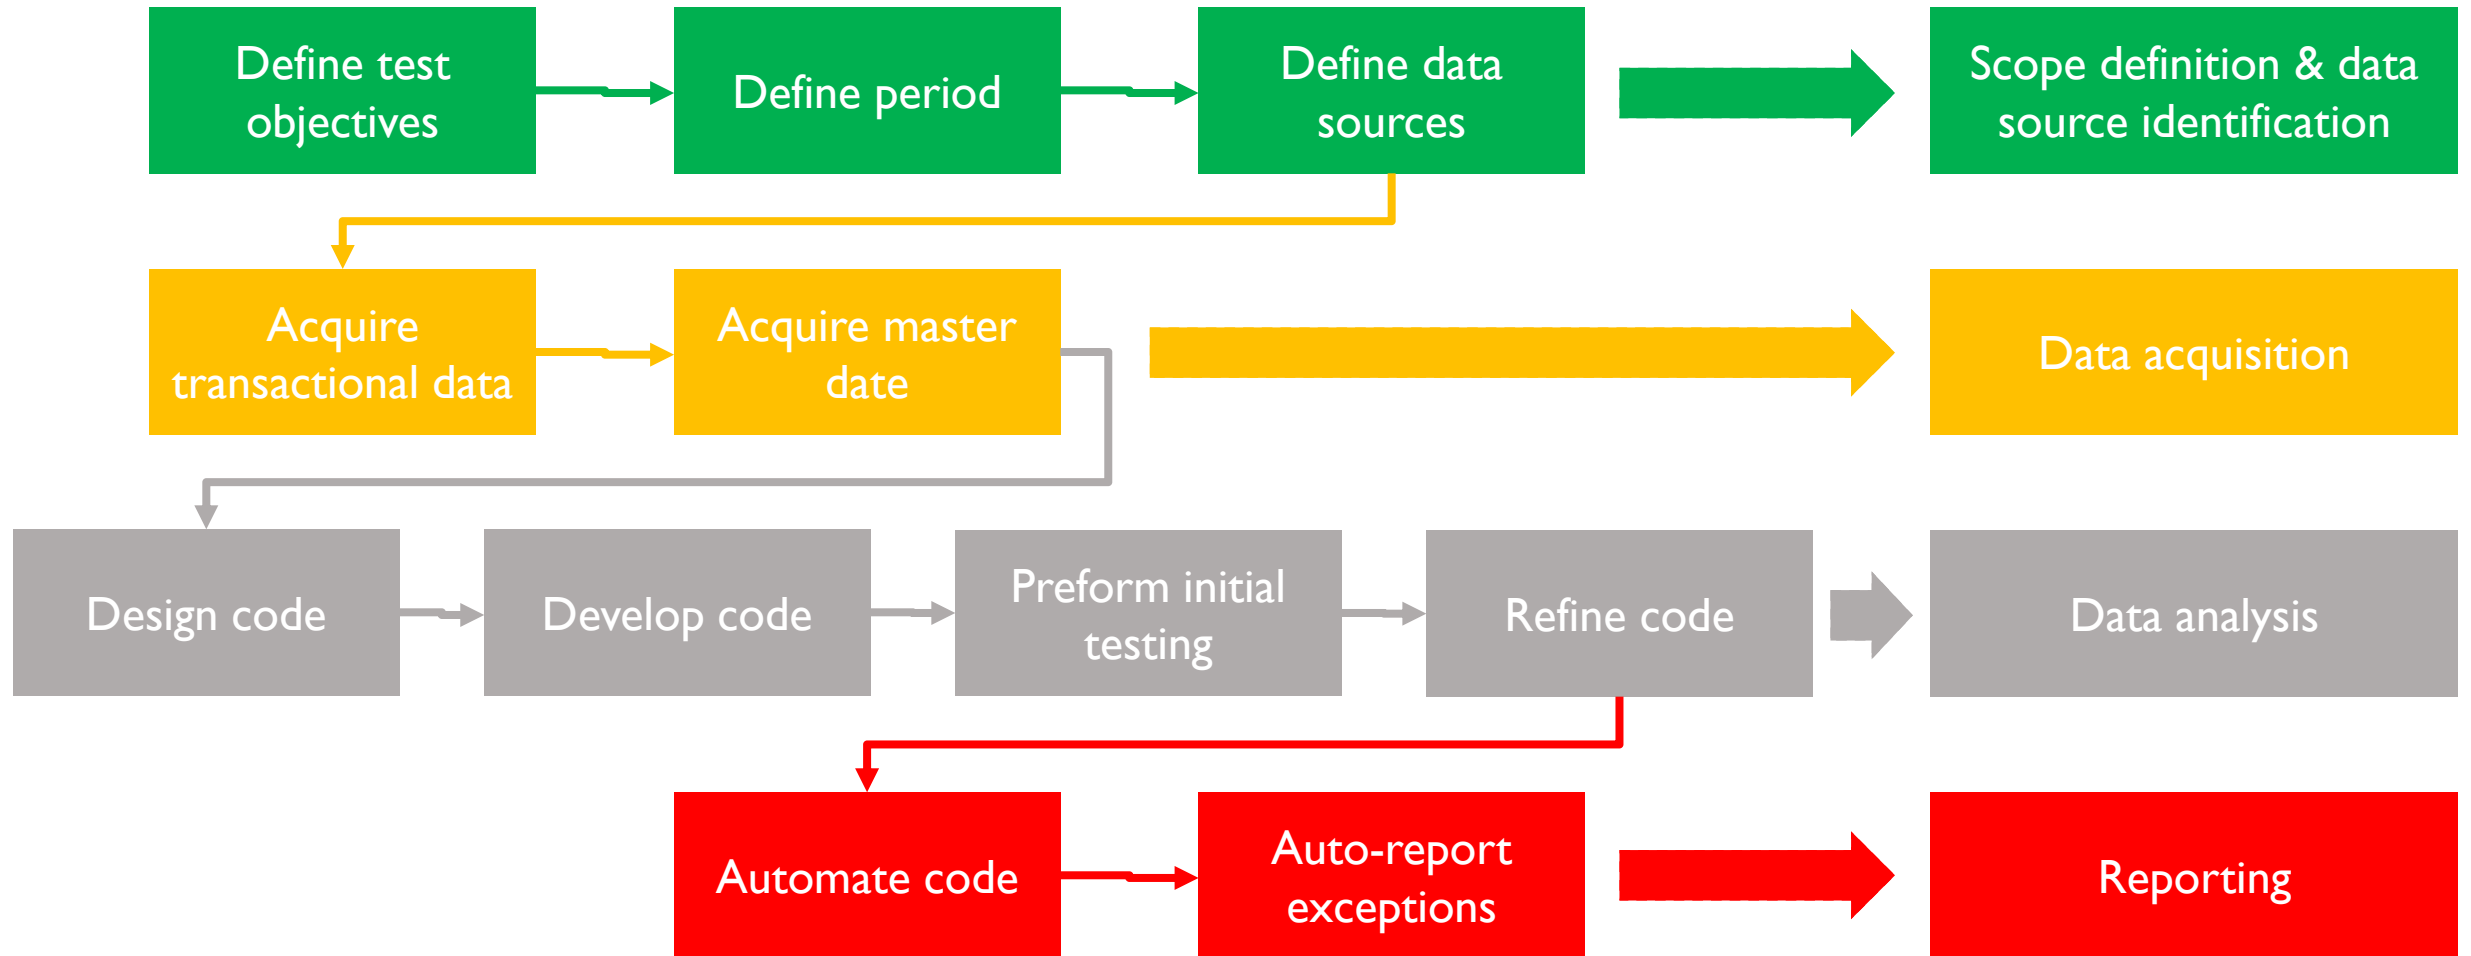 Define test
objectives
Define period
Define data
sources
Scope definition & data
source identification
Acquire
transactional data
Acquire master
date
Data acquisition
Design code
Develop code
Preform initial
testing
Refine code
Data analysis
Automate code
Auto-report
exceptions
Reporting